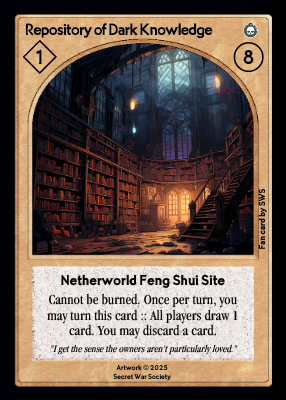 Repository of Dark Knowledge
1
8
Fan card by SWS
Netherworld Feng Shui Site
Cannot be burned. Once per turn, you
may turn this card :: All players draw 1
card. You may discard a card.
"I get the sense the owners aren't particularly loved."
Artwork © 2025
Secret War Society